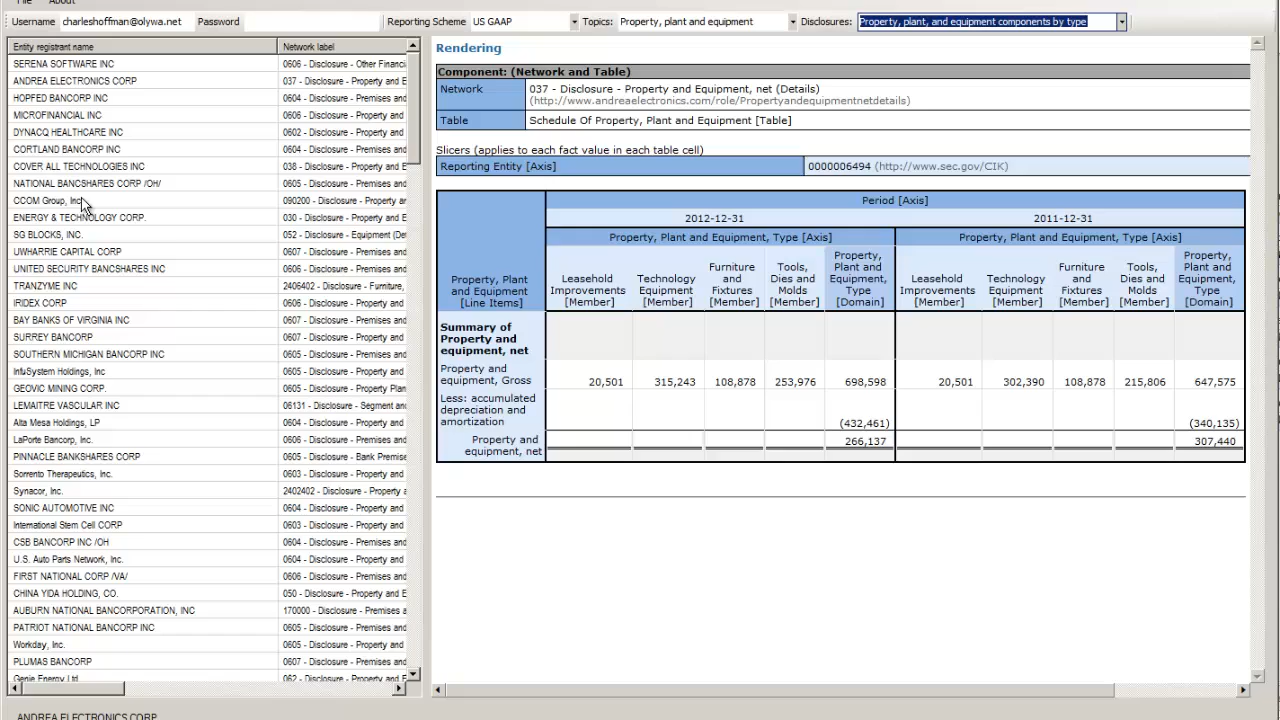 File About
Username charleshoffman@olywa.net Password Reporting Scheme US GAAP Topics: Property, plant and equipment Disclosures: Property, plant, and equipment components by type
Entity registrant name Network label
SERENA SOFTWARE INC 0606 - Disclosure - Other Financi
ANDREA ELECTRONICS CORP 037 - Disclosure - Property and E
HOPFED BANCORP INC 0604 - Disclosure - Premises and
MICROFINANCIAL INC 0606 - Disclosure - Property and
DYNACQ HEALTHCARE INC 0602 - Disclosure - Property and
CORTLAND BANCORP INC 0604 - Disclosure - Premises and
COVER ALL TECHNOLOGIES INC 038 - Disclosure - Property and E
NATIONAL BANCSHARES CORP /OH/ 0605 - Disclosure - Premises and
CCOM Group, Inc. 090200 - Disclosure - Property ar
ENERGY & TECHNOLOGY CORP. 030 - Disclosure - Property and E
SG BLOCKS, INC. 052 - Disclosure - Equipment (Det
UWHARRIE CAPITAL CORP 0607 - Disclosure - Premises and
UNITED SECURITY BANCSHARES INC 0606 - Disclosure - Premises and
TRANZYME INC 2406402 - Disclosure - Furniture,
IRIDEX CORP 0606 - Disclosure - Property and
BAY BANKS OF VIRGINIA INC 0607 - Disclosure - Premises and
SURREY BANCORP 0607 - Disclosure - Property and
SOUTHERN MICHIGAN BANCORP INC 0605 - Disclosure - Premises and
InfuSystem Holdings, Inc 0605 - Disclosure - Property and
GEOVIC MINING CORP. 0605 - Disclosure - Property Plan
LEMAITRE VASCULAR INC 06131 - Disclosure - Segment and
Alta Mesa Holdings, LP 0604 - Disclosure - Property and
LaPorte Bancorp, Inc. 0606 - Disclosure - Premises and
PINNACLE BANKSHARES CORP 0605 - Disclosure - Bank Premise
Sorrento Therapeutics, Inc. 0603 - Disclosure - Property and
Synacor, Inc. 2402402 - Disclosure - Property a
SONIC AUTOMOTIVE INC 0604 - Disclosure - Property and
International Stem Cell CORP 0603 - Disclosure - Property and
CSB BANCORP INC /OH 0604 - Disclosure - Premises and
U.S. Auto Parts Network, Inc. 0604 - Disclosure - Property and
FIRST NATIONAL CORP /VA/ 0606 - Disclosure - Premises and
CHINA YIDA HOLDING, CO. 050 - Disclosure - Property and E
AUBURN NATIONAL BANCORPORATION, INC 170000 - Disclosure - Premises a
PATRIOT NATIONAL BANCORP INC 0605 - Disclosure - Premises and
Workday, Inc. 0605 - Disclosure - Property and
PLUMAS BANCORP 0607 - Disclosure - Premises and
Genie Energy Ltd. 062 - Disclosure - Property and E
ANDREA ELECTRONICS CORP
Rendering
Component: (Network and Table)
Network 037 - Disclosure - Property and Equipment, net (Details)
(http://www.andreaelectronics.com/role/Propertyandequipmentnetdetails)
Table Schedule Of Property, Plant and Equipment [Table]
Slicers (applies to each fact value in each table cell)
Reporting Entity [Axis] 0000006494 (http://www.sec.gov/CIK)
Period [Axis]
2012-12-31 2011-12-31
Property, Plant and Equipment, Type [Axis] Property, Plant and Equipment, Type [Axis]
Property, Plant and Equipment [Line Items] Leasehold Improvements [Member] Technology Equipment [Member] Furniture and Fixtures [Member] Tools, Dies and Molds [Member] Property, Plant and Equipment, Type [Domain] Leasehold Improvements [Member] Technology Equipment [Member] Furniture and Fixtures [Member] Tools, Dies and Molds [Member] Property, Plant and Equipment, Type [Domain]
Summary of
Property and
equipment, net
Property and
equipment, Gross 20,501 315,243 108,878 253,976 698,598 20,501 302,390 108,878 215,806 647,575
Less: accumulated
depreciation and
amortization (432,461) (340,135)
Property and
equipment, net 266,137 307,440